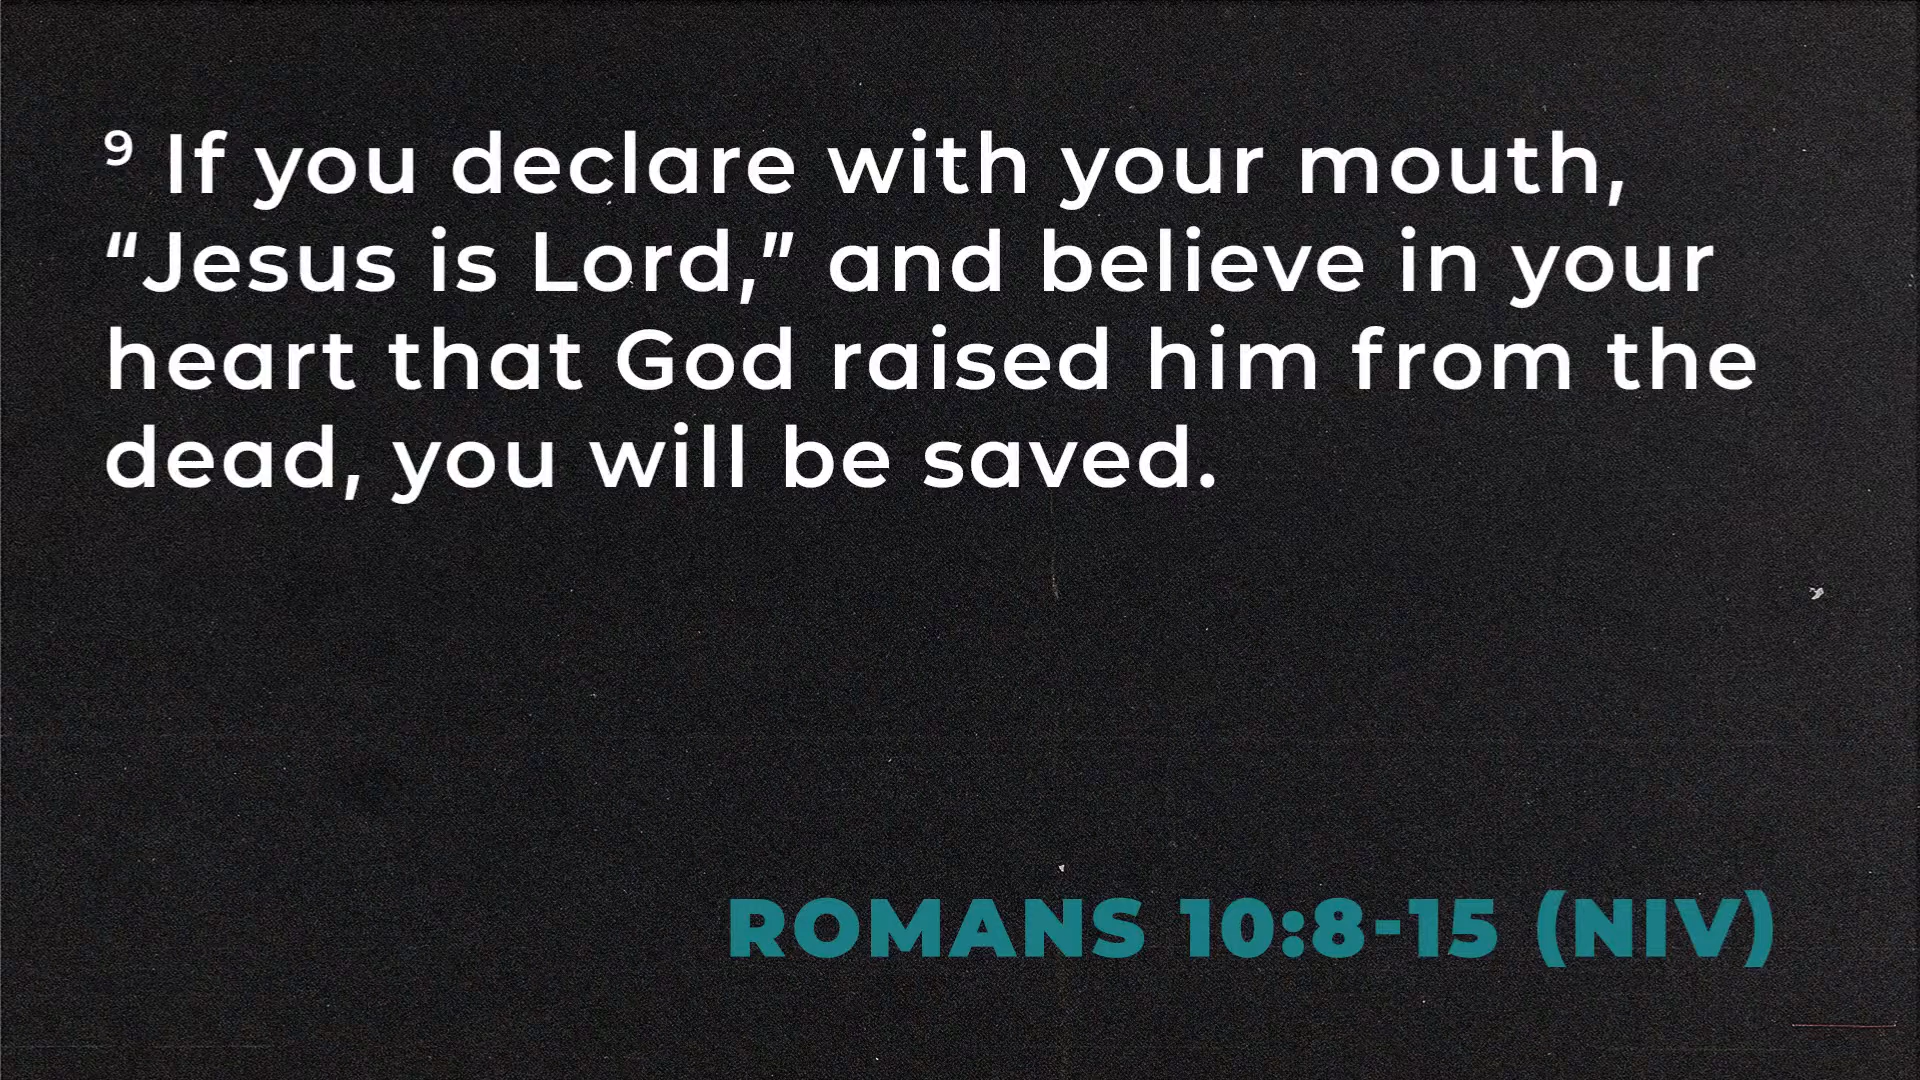 ⁹ If you declare with your mouth,
“Jesus is Lord,” and believe in your
heart that God raised him from the
dead, you will be saved.
ROMANS 10:8-15 (NIV)